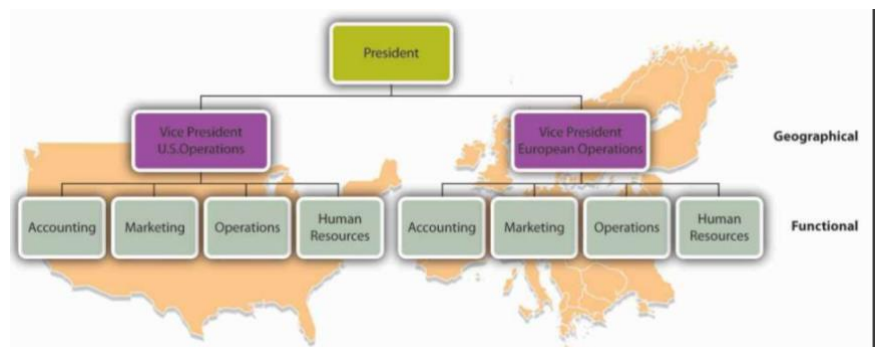 President
Vice President
U.S.Operations
Vice President
European Operations
Geographical
Accounting
Marketing
Operations
Human
Resources
Accounting
Marketing
Operations
Human
Resources
Functional